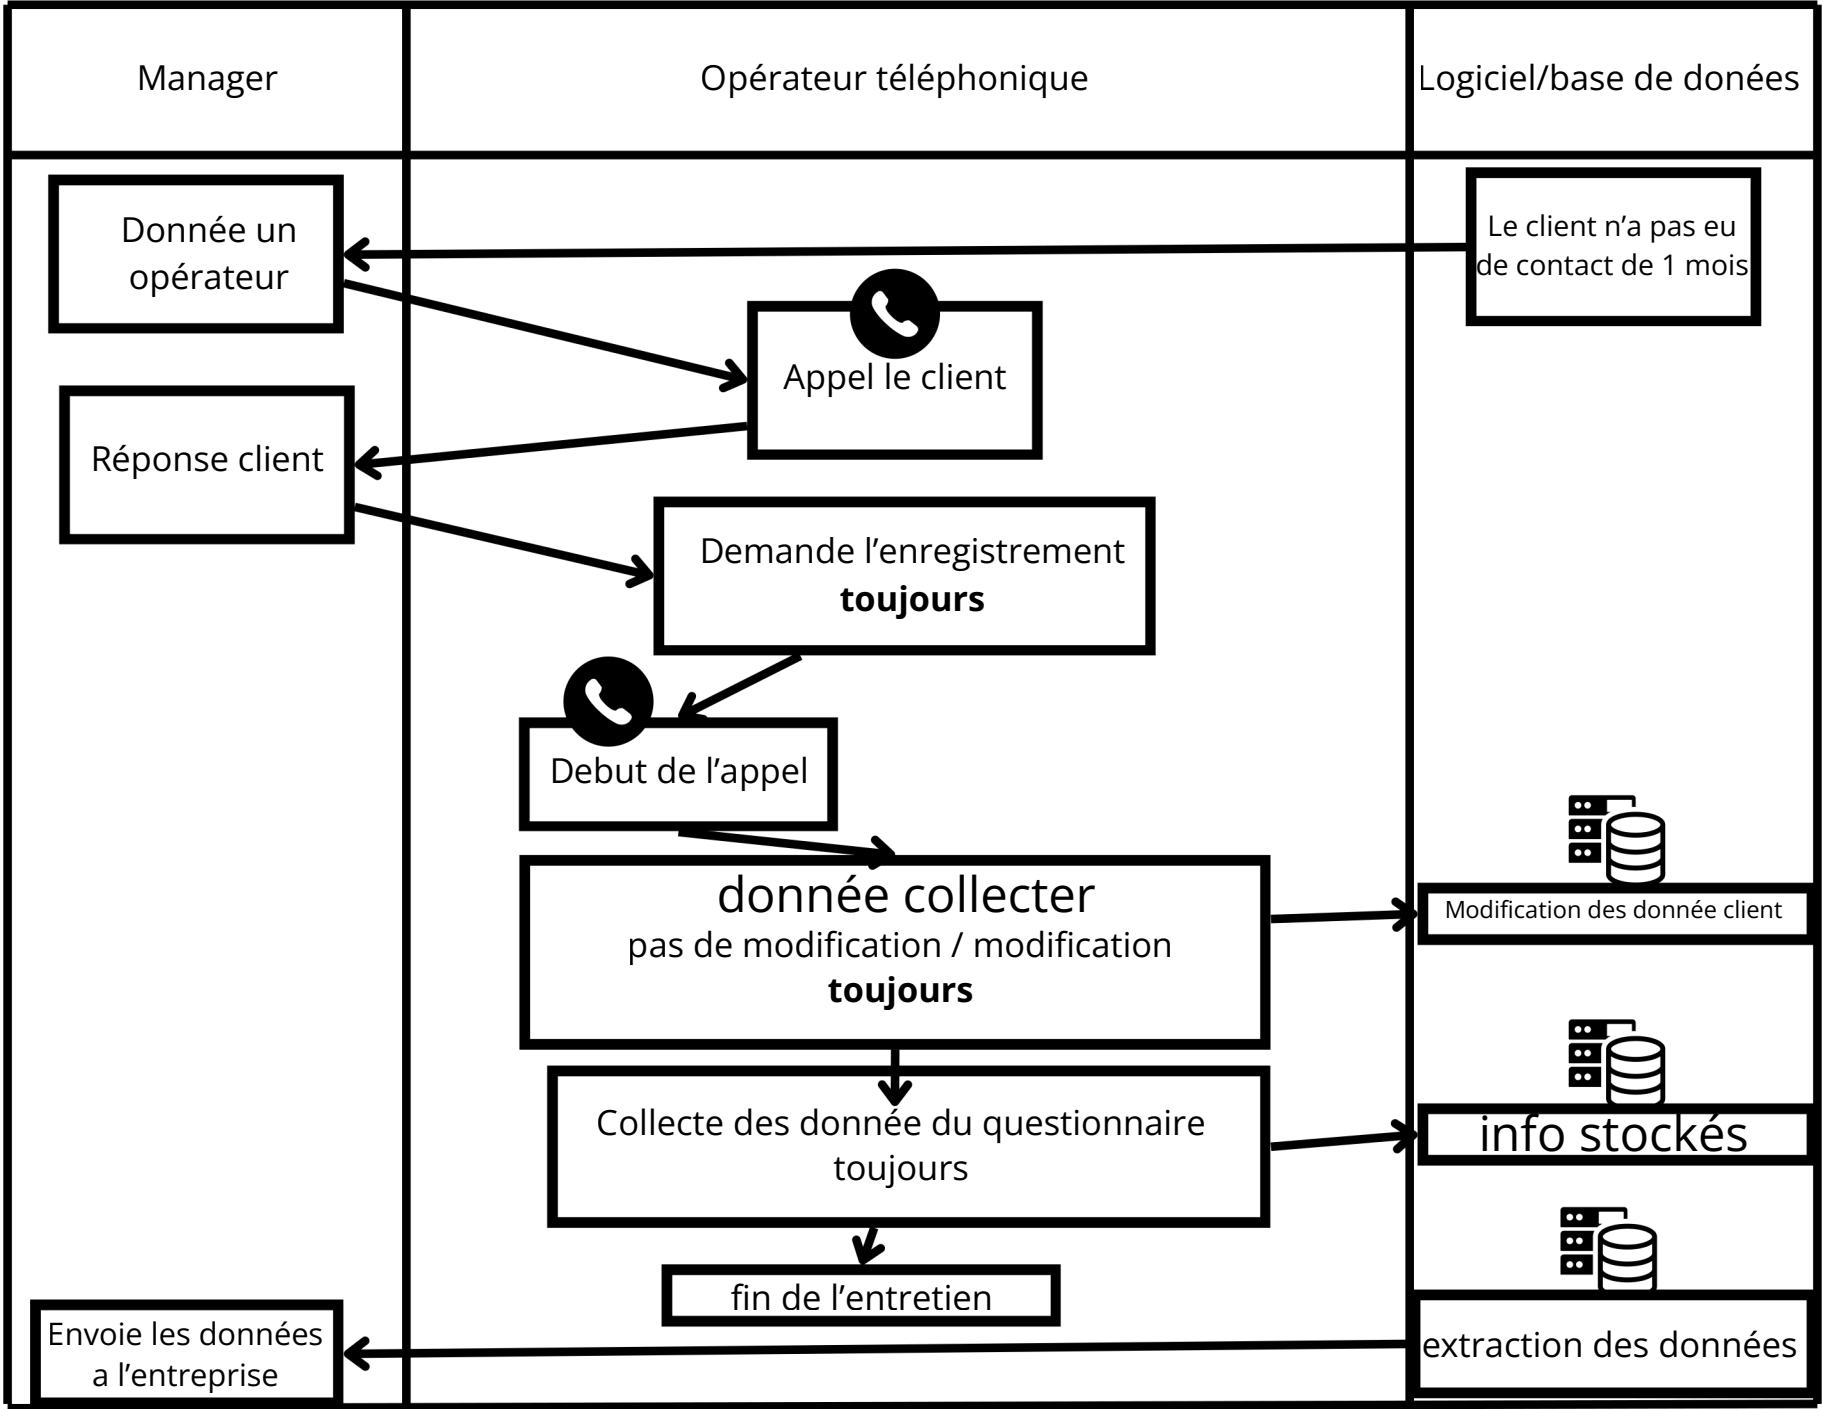 Manager
Opérateur téléphonique
Logiciel/base de donées
Donnée un
opérateur
Le client n’a pas eu
de contact de 1 mois
Appel le client
Réponse client
Demande l’enregistrement
toujours
Debut de l’appel
donnée collecter
pas de modification / modification
toujours
Modification des donnée client
Collecte des donnée du questionnaire
toujours
info stockés
fin de l’entretien
Envoie les données
a l’entreprise
extraction des données